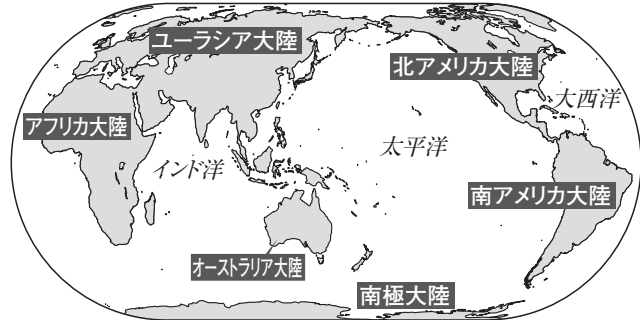 ユーラシア大陸
北アメリカ大陸
大西洋
アフリカ大陸
太平洋
インド洋
南アメリカ大陸
オーストラリア大陸
南極大陸